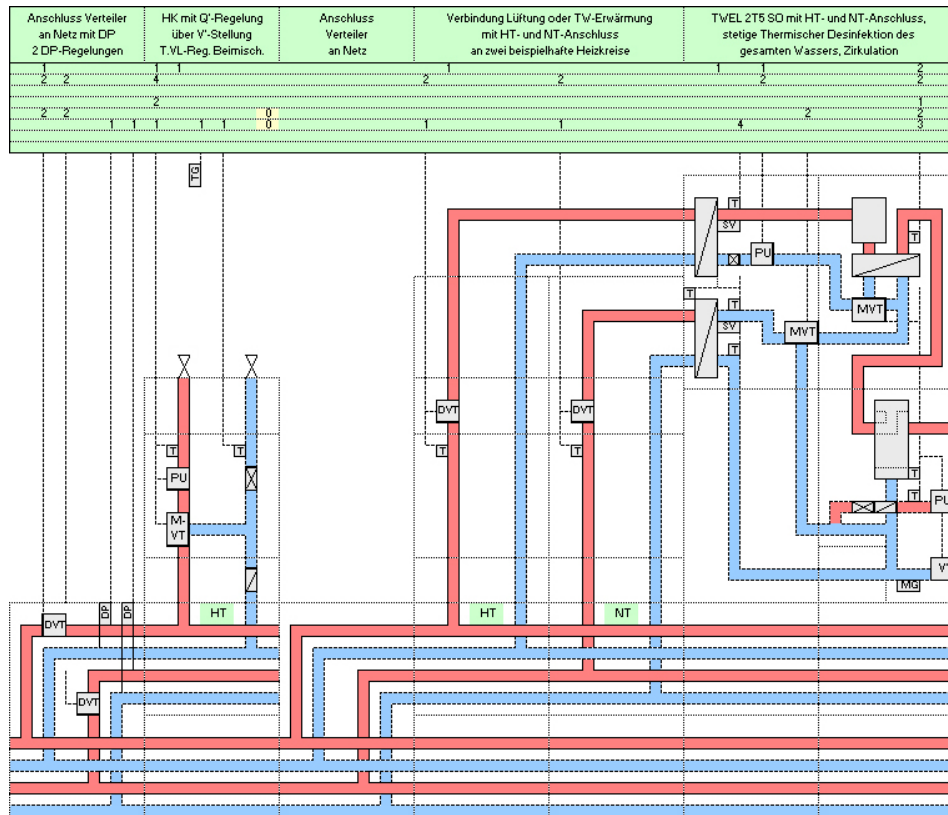 Anschluss Verteiler
an Netz mit DP
2 DP-Regelungen
HK mit Q'-Regelung
über V'-Stellung
T.VL-Reg. Beimisch.
Anschluss
Verteiler
an Netz
Verbindung Lüftung oder TW-Erwärmung
mit HT- und NT-Anschluss
an zwei beispielhafte Heizkreise
TWEL 2T5 SO mit HT- und NT-Anschluss,
stetige Thermischer Desinfektion des
gesamten Wassers, Zirkulation
1 1 1 1 1 2
2 2 4 2 2 2 2
2 1
2 2 0 2 2
1 1 1 1 1 0 1 1 4 3
TG
T
SV
PU
T
T
T
MVT
SV
MVT
T
DVT
DVT
T
T
T
T
T
PU
T
PU
M-
VT
V'
MG
DP
DP
HT
HT
NT
DVT
DVT